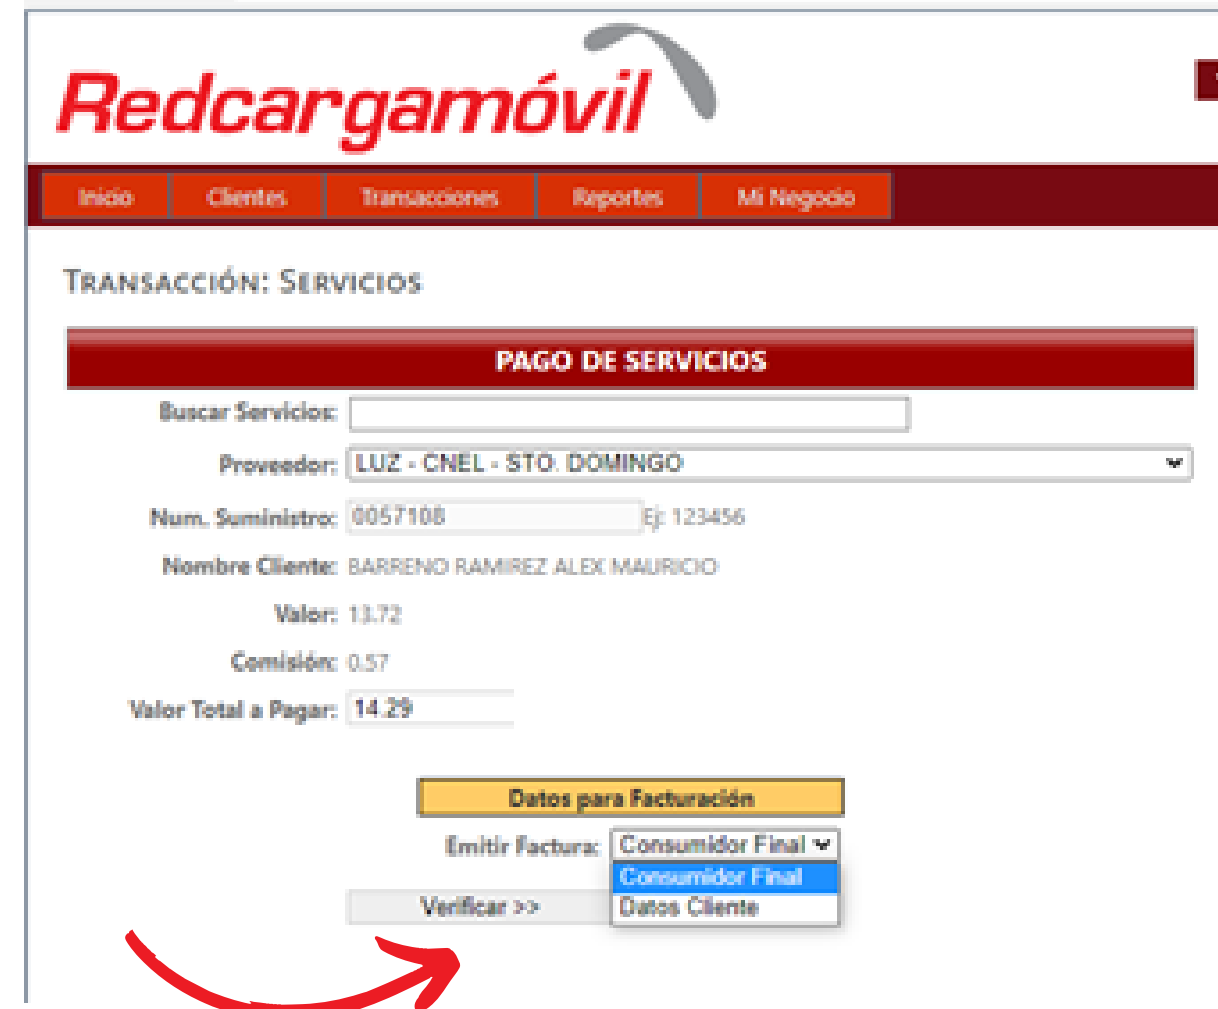 Redcargamóvil
Inicio Clientes Transacciones Reportes Mi Negocio
TRANSACCIÓN: SERVICIOS
PAGO DE SERVICIOS
Buscar Servicios:
Proveedor: LUZ - CNEL - STO. DOMINGO
Num. Suministro: 0057108 Ej: 123456
Nombre Cliente: BARRENO RAMIREZ ALEX MAURICIO
Valor: 13.72
Comisión: 0.57
Valor Total a Pagar: 14.29
Datos para Facturación
Emitir Factura: Consumidor Final
Consumidor Final
Verificar >> Datos Cliente